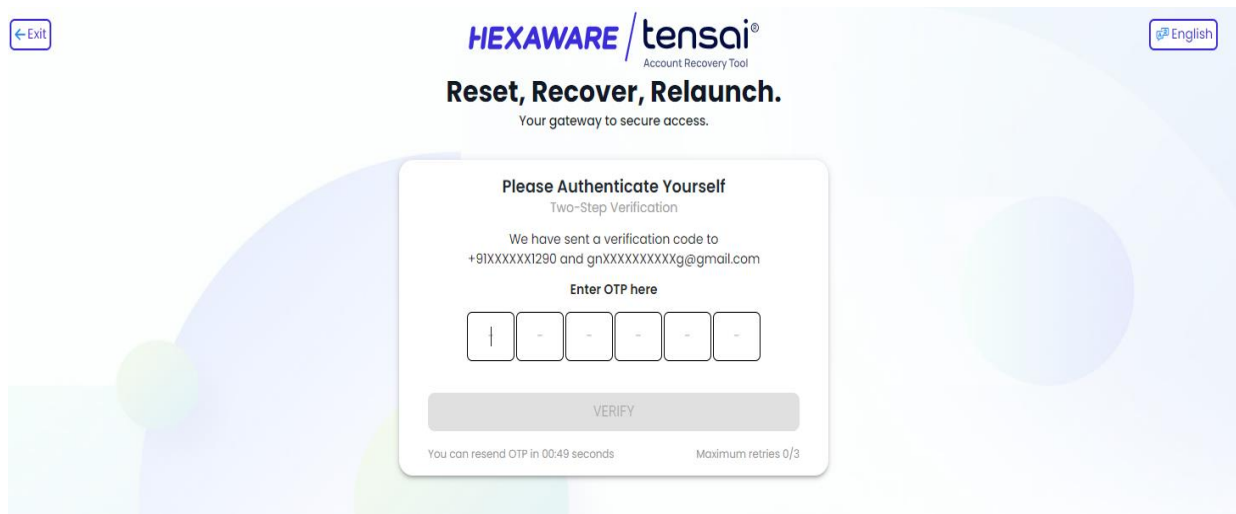 Exit
HEXAWARE / tensai®
English
Account Recovery Tool
Reset, Recover, Relaunch.
Your gateway to secure access.
Please Authenticate Yourself
Two-Step Verification
We have sent a verification code to
+91XXXXXX1290 and gnXXXXXXXXXXg@gmail.com
Enter OTP here
- - - - - -
VERIFY
You can resend OTP in 00:49 seconds
Maximum retries 0/3